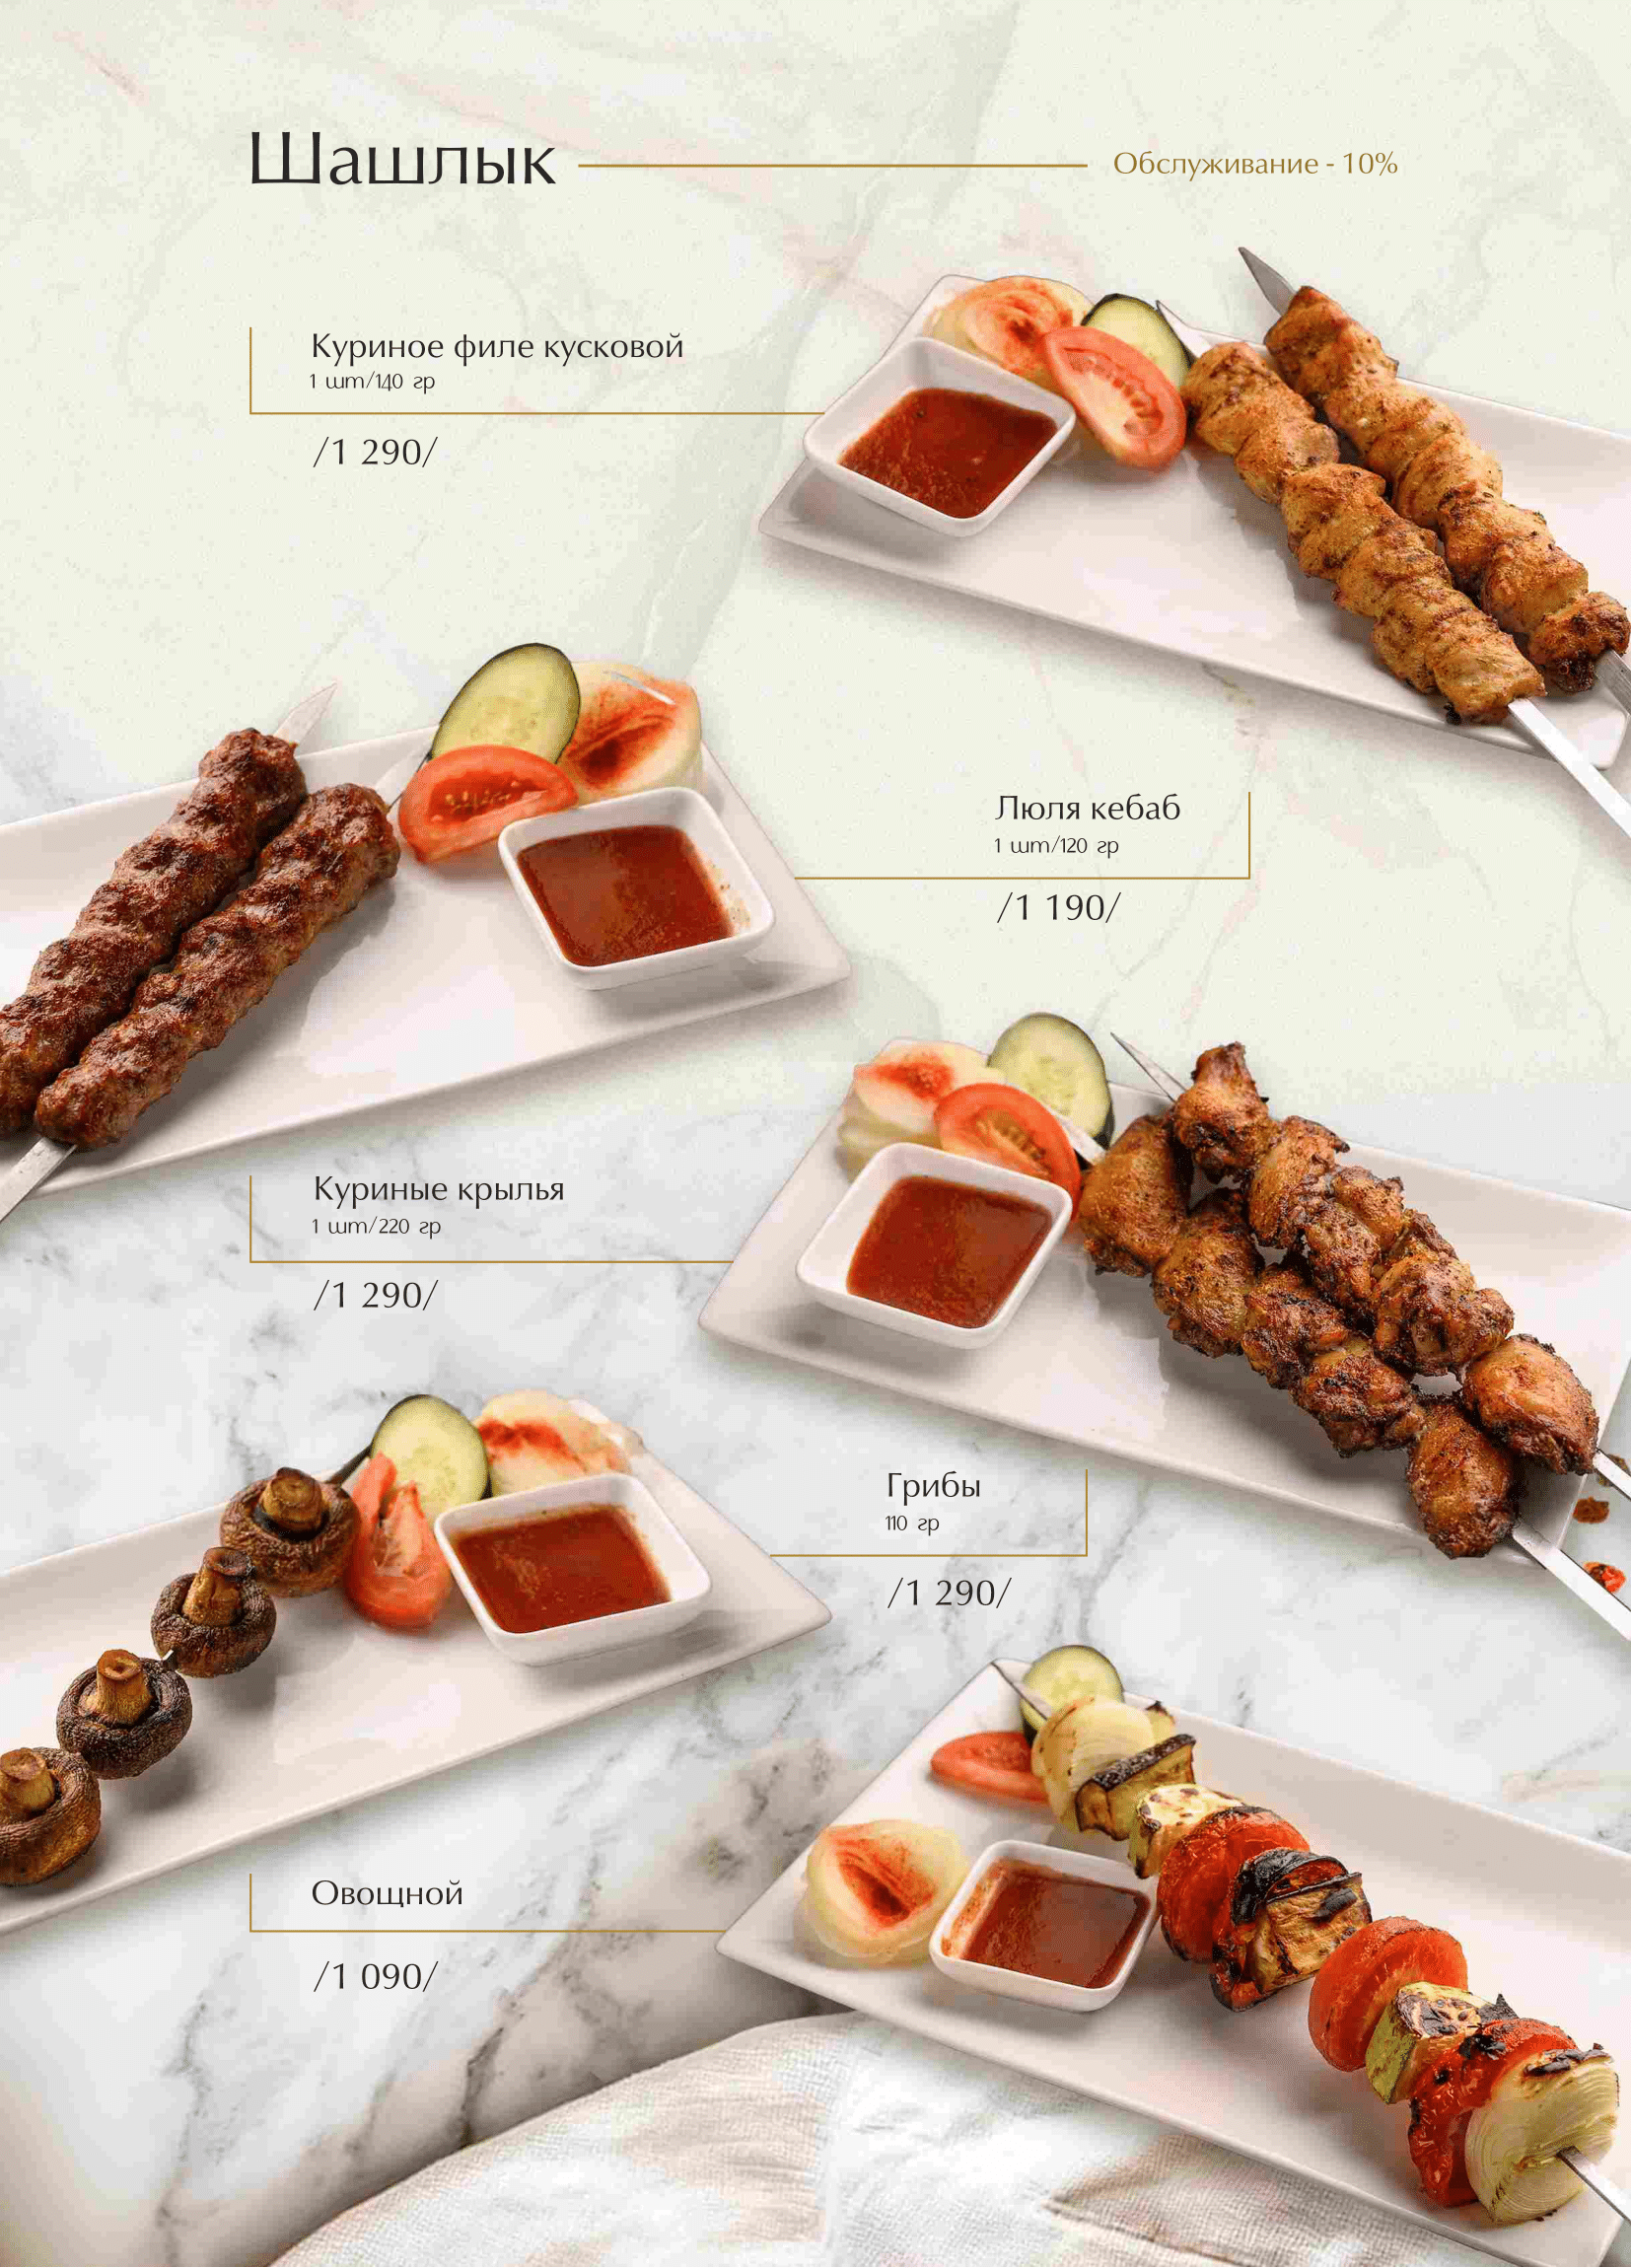 Шашлык
Обслуживание - 10%
Куриное филе кусковой
1 шт/140 гр
/1 290/
Люля кебаб
1 шт/120 гр
/1 190/
Куриные крылья
1 шт/220 гр
/1 290/
Грибы
110 гр
/1 290/
Овощной
/1 090/